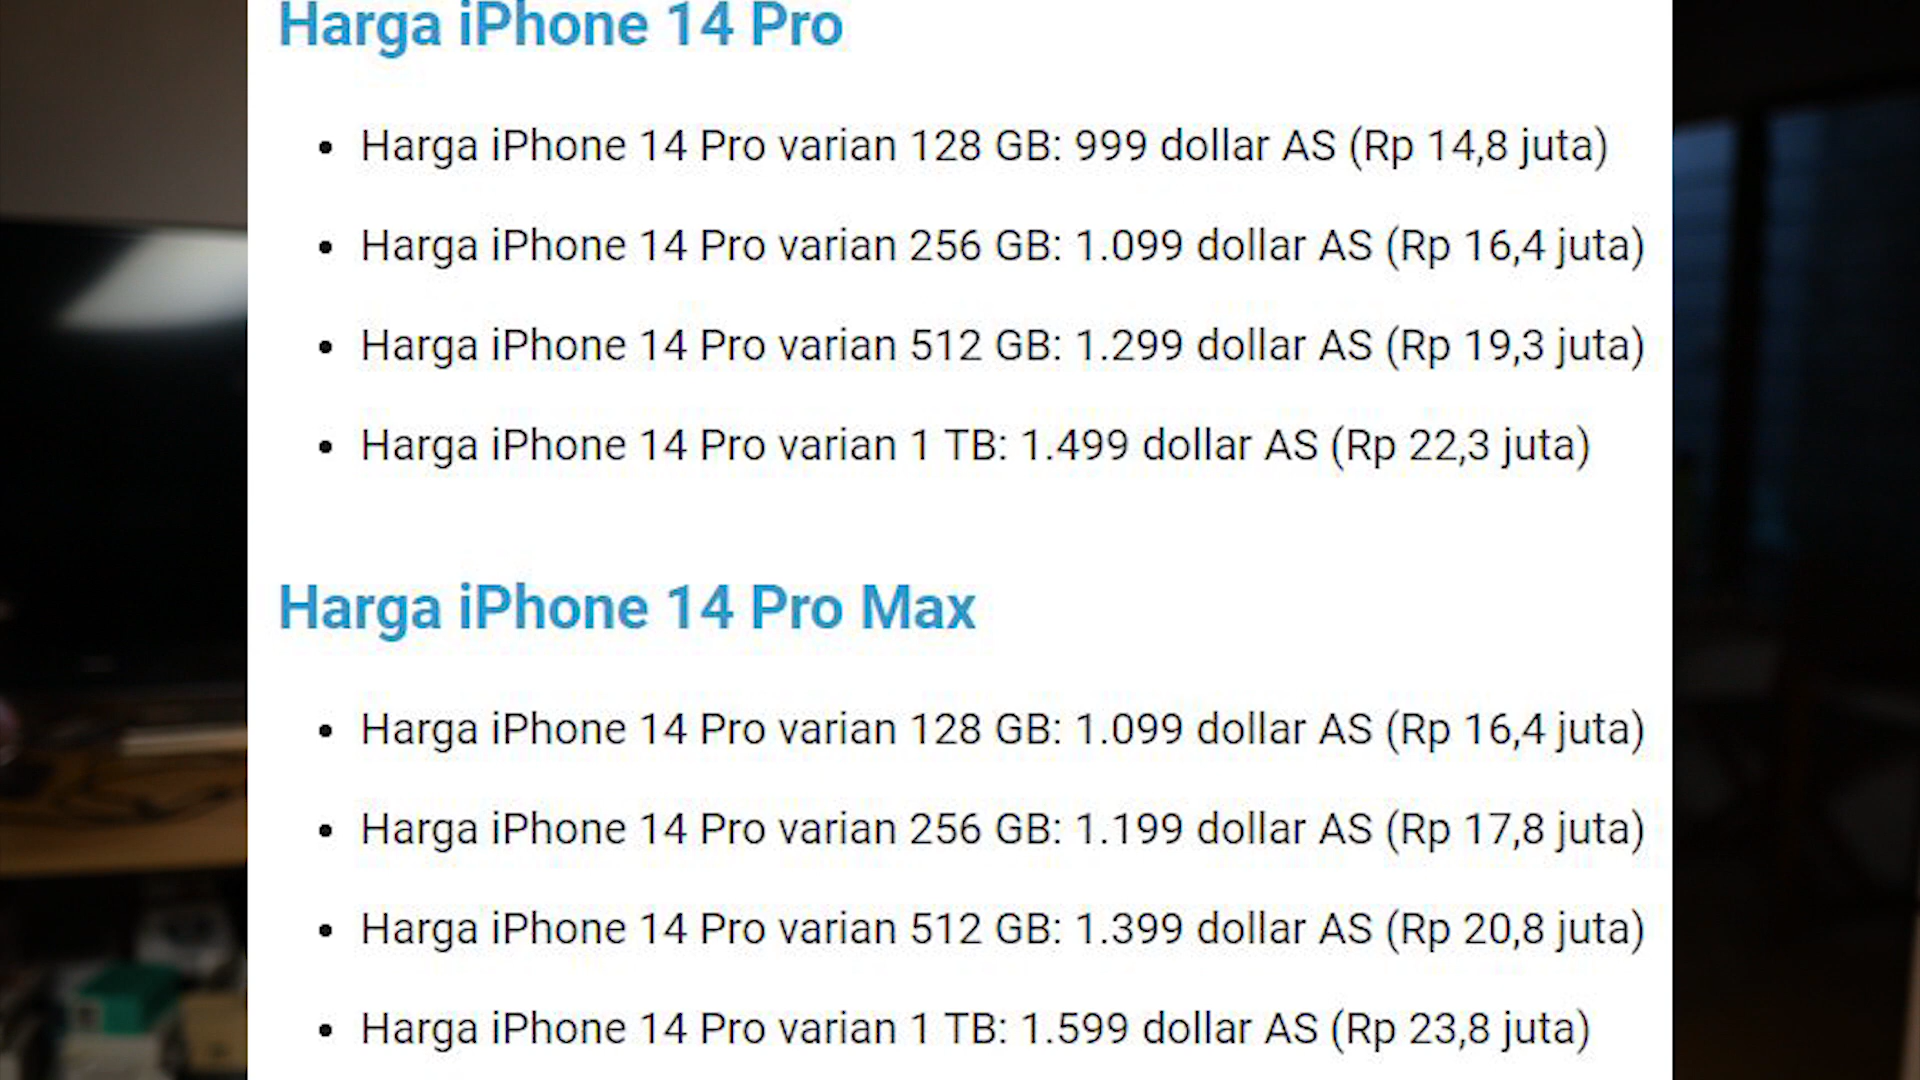 Harga iPhone 14 Pro
• Harga iPhone 14 Pro varian 128 GB: 999 dollar AS (Rp 14,8 juta)
• Harga iPhone 14 Pro varian 256 GB: 1.099 dollar AS (Rp 16,4 juta)
• Harga iPhone 14 Pro varian 512 GB: 1.299 dollar AS (Rp 19,3 juta)
• Harga iPhone 14 Pro varian 1 TB: 1.499 dollar AS (Rp 22,3 juta)
Harga iPhone 14 Pro Max
• Harga iPhone 14 Pro varian 128 GB: 1.099 dollar AS (Rp 16,4 juta)
• Harga iPhone 14 Pro varian 256 GB: 1.199 dollar AS (Rp 17,8 juta)
• Harga iPhone 14 Pro varian 512 GB: 1.399 dollar AS (Rp 20,8 juta)
• Harga iPhone 14 Pro varian 1 TB: 1.599 dollar AS (Rp 23,8 juta)